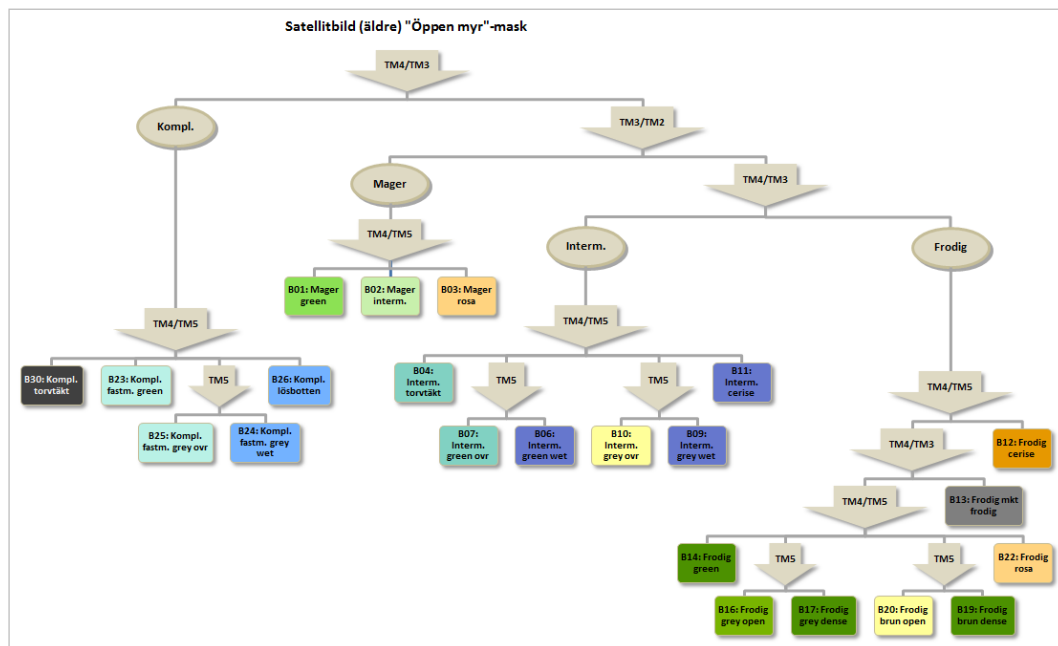 Satellitbild (äldre) "Öppen myr"-mask
TM4/TM3
Kompl.
TM3/TM2
Mager
TM4/TM3
TM4/TM5
Interm.
Frodig
B01: Mager
green
B02: Mager
interm.
B03: Mager
rosa
TM4/TM5
TM4/TM5
B30: Kompl.
torvtäkt
B23: Kompl.
fastm. green
TM5
B26: Kompl.
lösbotten
B04:
Interm.
torvtäkt
TM5
TM5
B11:
Interm.
cerise
TM4/TM5
B25: Kompl.
fastm. grey ovr
B24: Kompl.
fastm. grey
wet
B07:
Interm.
green ovr
B06:
Interm.
green wet
B10:
Interm.
grey ovr
B09:
Interm.
grey wet
TM4/TM3
B12: Frodig
cerise
TM4/TM5
B13: Frodig mkt
frodig
B14: Frodig
green
TM5
TM5
B22: Frodig
rosa
B16: Frodig
grey open
B17: Frodig
grey dense
B20: Frodig
brun open
B19: Frodig
brun dense